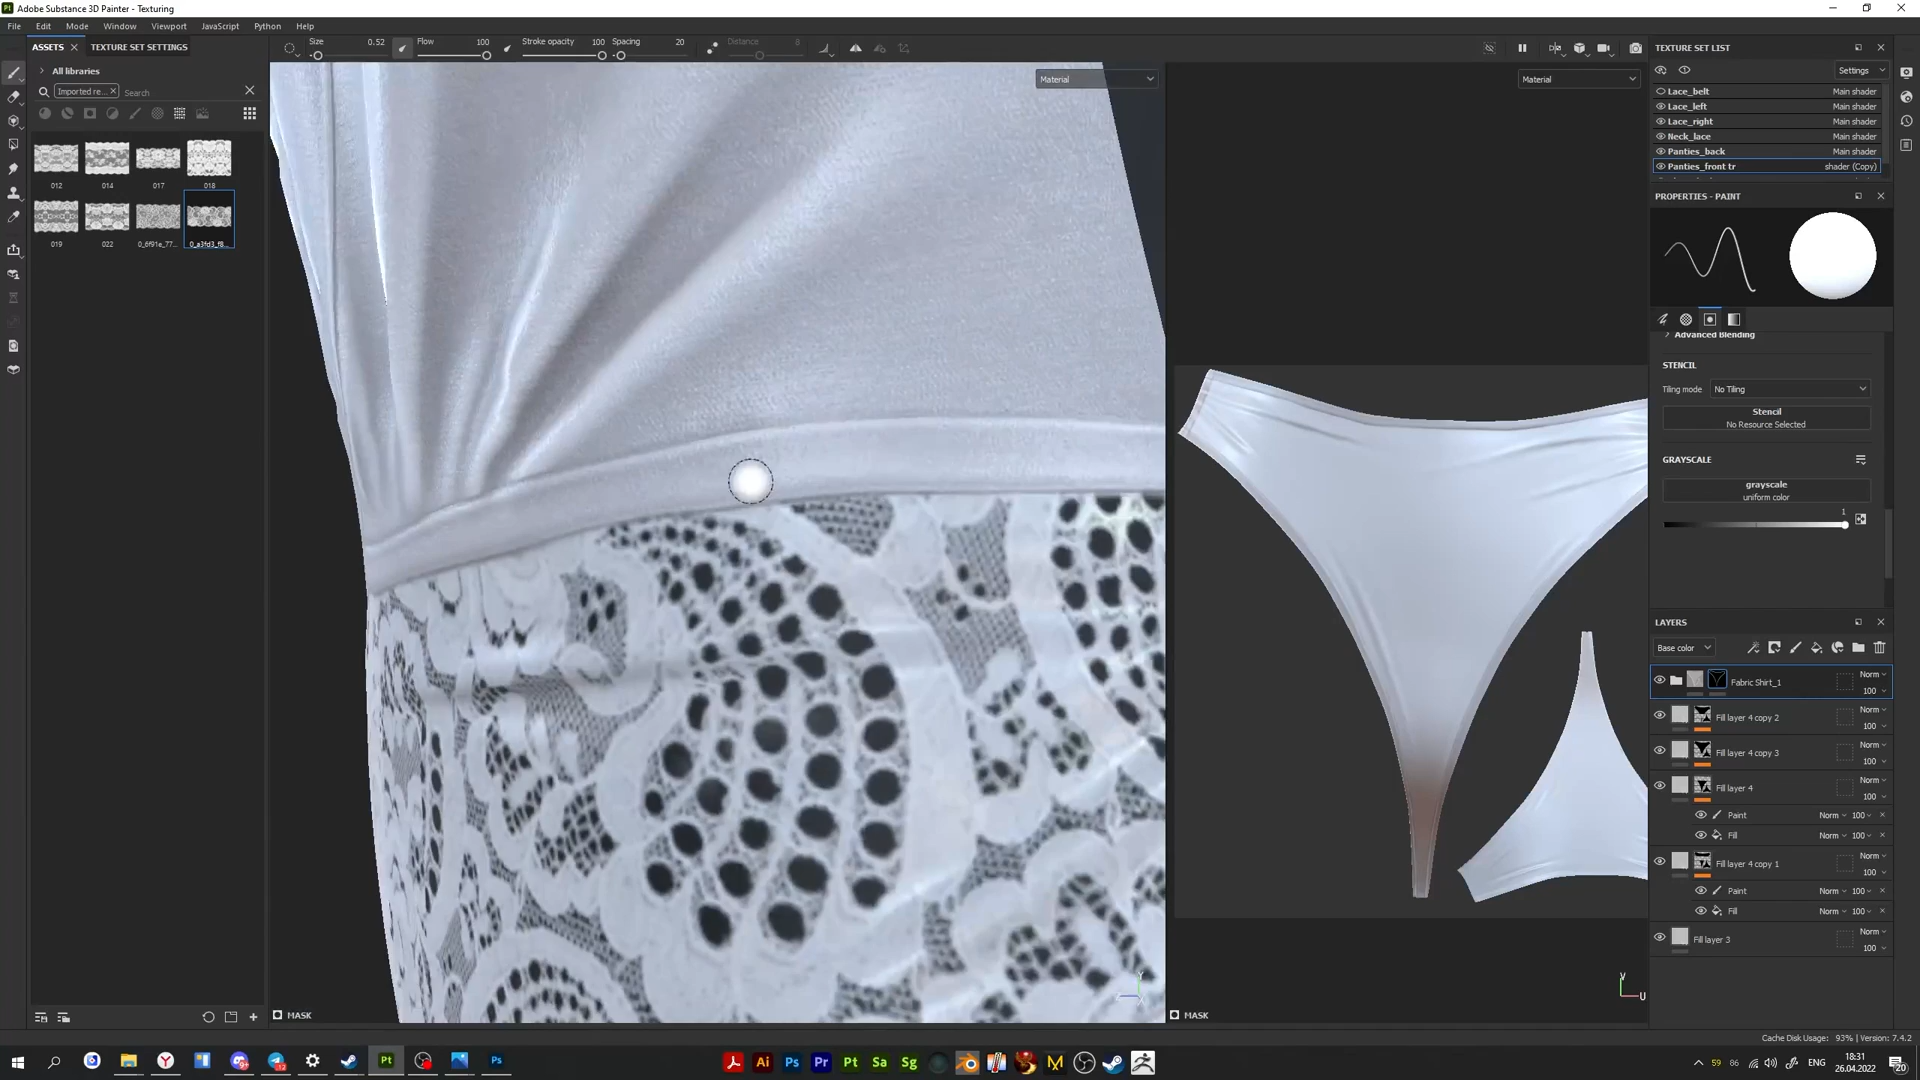 Adobe Substance 3D Painter - Texturing
File Edit Mode Window Viewport JavaScript Python Help
ASSETS TEXTURE SET SETTINGS
Size 0.52 Flow 100 Stroke opacity 100 Spacing 20 Distance 8
All libraries
Imported re... Search
012 014 017 018
019 022 0_6f91e_77... 0_a3fd3_f8...
Material
Material
MASK
MASK
V
U
TEXTURE SET LIST
Settings
Lace_belt Main shader
Lace_left Main shader
Lace_right Main shader
Neck_lace Main shader
Panties_back Main shader
Panties_front tr shader (Copy)
PROPERTIES - PAINT
Advanced Blending
STENCIL
Tiling mode No Tiling
Stencil
No Resource Selected
GRAYSCALE
grayscale
uniform color
1
LAYERS
Base color
Fabric Shirt_1 Norm 100
Fill layer 4 copy 2 Norm 100
Fill layer 4 copy 3 Norm 100
Fill layer 4 Norm 100
Paint Norm 100
Fill Norm 100
Fill layer 4 copy 1 Norm 100
Paint Norm 100
Fill Norm 100
Fill layer 3 Norm 100
Cache Disk Usage: 93% | Version: 7.4.2
59 86 ENG 18:31
26.04.2022
20